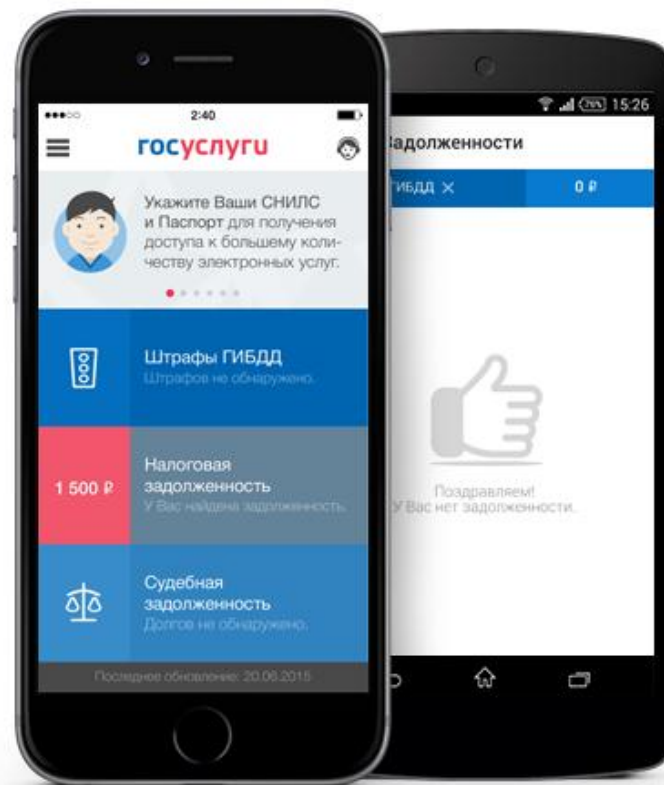 2:40
госуслуги
Укажите Ваши СНИЛС
и Паспорт для получения
доступа к большему коли-
честву электронных услуг.
Штрафы ГИБДД
Штрафов не обнаружено.
1 500 ₽
Налоговая
задолженность
У Вас найдена задолженность.
Судебная
задолженность
Долгов не обнаружено.
Последнее обновление: 20.06.2015
76% 15:26
Задолженности
ГИБДД × 0 ₽
Поздравляем!
У Вас нет задолженности.